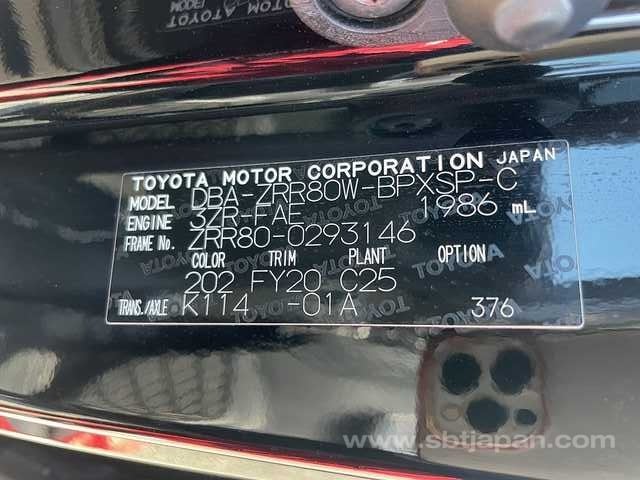 TOYOTA MOTOR CORPORATION JAPAN
MODEL DBA-ZRR80W-BPXSP-C
ENGINE 3ZR-FAE 1986 mL
FRAME No. ZRR80-0293146
COLOR TRIM PLANT OPTION
202 FY20 C25
TRANS./AXLE K114 -01A 376
www.sbtjapan.com